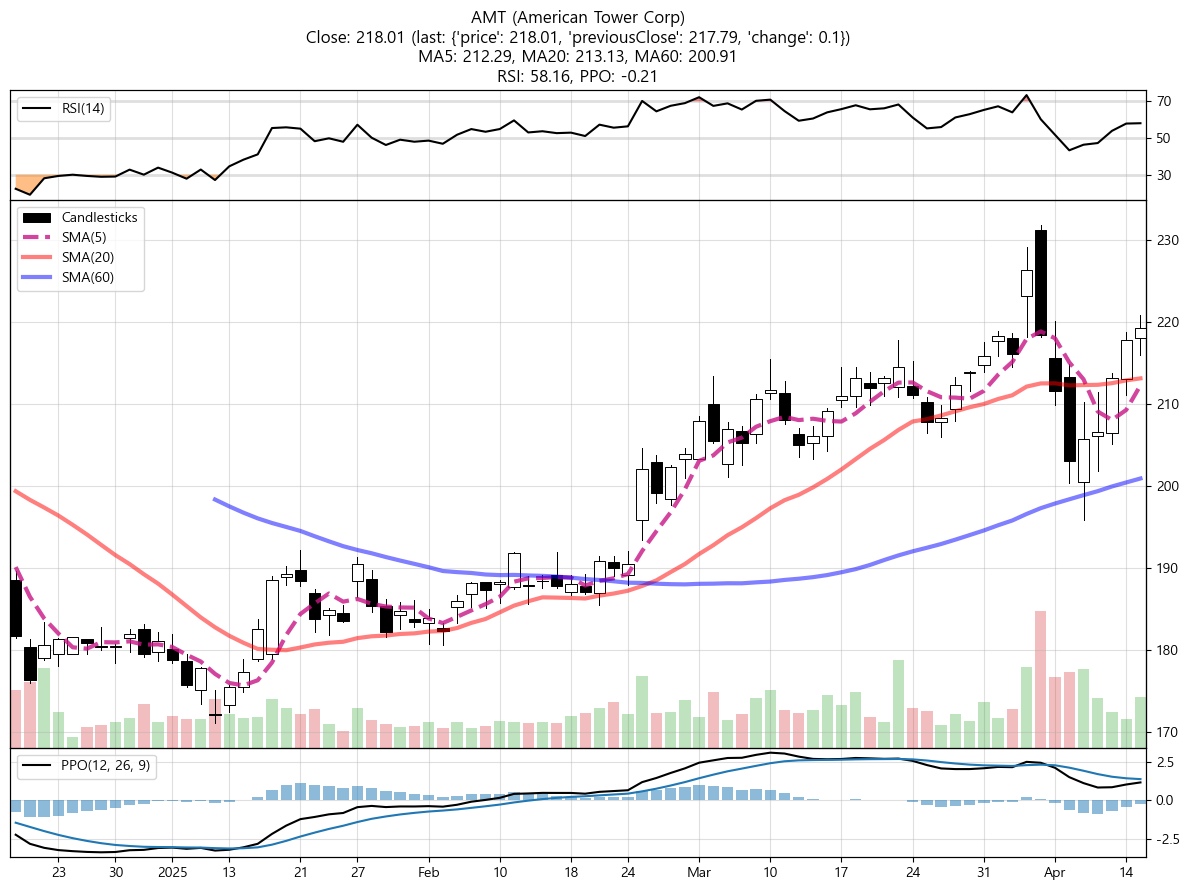 AMT (American Tower Corp)
Close: 218.01 (last: {'price': 218.01, 'previousClose': 217.79, 'change': 0.1})
MA5: 212.29, MA20: 213.13, MA60: 200.91
RSI: 58.16, PPO: -0.21
RSI(14)
70
50
30
Candlesticks
SMA(5)
SMA(20)
SMA(60)
230
220
210
200
190
180
170
PPO(12, 26, 9)
2.5
0.0
-2.5
23 30 2025 13 21 27 Feb 10 18 24 Mar 10 17 24 31 Apr 14